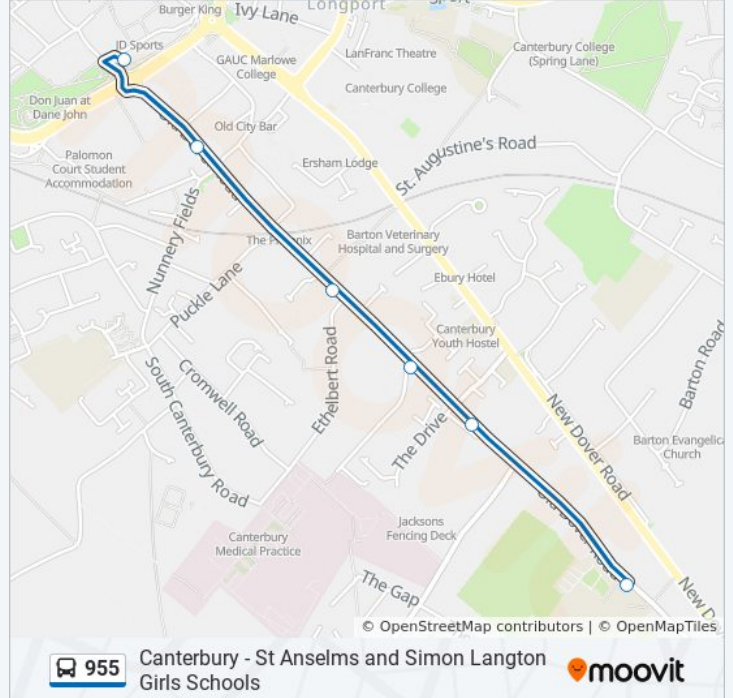 Burger King
Ivy Lane
Longport
JD Sports
GAUC Marlowe
College
LanFranc Theatre
Canterbury College
(Spring Lane)
Canterbury College
Don Juan at
Dane John
Old City Bar
Palomon
Court Student
Accommodation
Ersham Lodge
St. Augustine's Road
Nunnery Fields
Barton Veterinary
Hospital and Surgery
Puckle Lane
Ebury Hotel
Canterbury
Youth Hostel
Ethelbert Road
Barton Road
Cromwell Road
South Canterbury Road
The Drive
New Dover Road
Barton Evangelica
Church
Jacksons
Fencing Deck
Canterbury
Medical Practice
The Gap
New D
© OpenStreetMap contributors | © OpenMapTiles
955
Canterbury - St Anselms and Simon Langton
Girls Schools
moovit